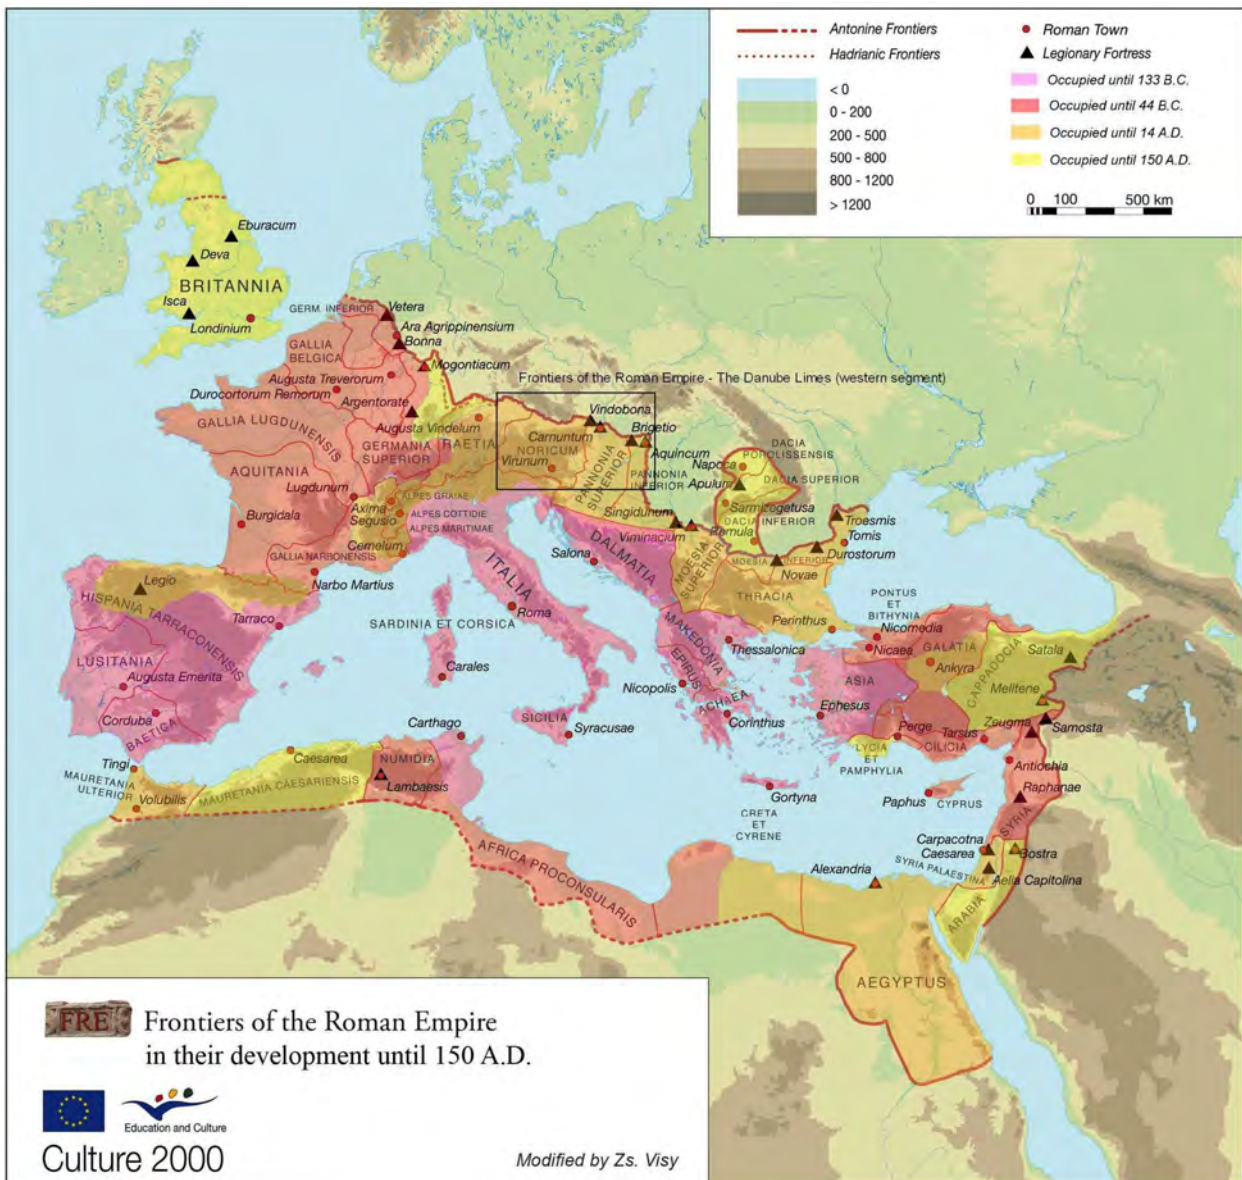 Antonine Frontiers
Hadrianic Frontiers
< 0
0 - 200
200 - 500
500 - 800
800 - 1200
> 1200
Roman Town
Legionary Fortress
Occupied until 133 B.C.
Occupied until 44 B.C.
Occupied until 14 A.D.
Occupied until 150 A.D.
0 100 500 km
Eburacum
Deva
BRITANNIA
Isca
Londinium
GERM. INFERIOR
Vetera
Ara Agrippinensium
Bonna
GALLIA
BELGICA
Mogontiacum
Augusta Treverorum
Durocortorum Remorum
Argentorate
Frontiers of the Roman Empire - The Danube Limes (western segment)
GALLIA LUGDUNENSIS
Augusta Vindelum
GERMANIA
SUPERIOR
RAETIA
Vindobona
Carnuntum
Brigetio
NORICUM
Aquincum
Virunum
PANNONIA
SUPERIOR
PANNONIA
INFERIOR
DACIA
POROLISSENSIS
Napoca
DACIA SUPERIOR
Apulum
AQUITANIA
Lugdunum
ALPES GRAIAE
Axima
Segusio
ALPES COTTIDIE
ALPES MARITIMAE
Burdigala
Cemelum
GALLIA NARBONENSIS
Narbo Martius
Singidunum
Viminacium
Sarmizogetusa
DACIA INFERIOR
Romula
Troesmis
Tomis
Durostorum
MOESIA INFERIOR
Novae
MOESIA
SUPERIOR
THRACIA
Perinthus
Salona
DALMATIA
ITALIA
Roma
Legio
HISPANIA TARRACONENSIS
Tarraco
SARDINIA ET CORSICA
LUSITANIA
Augusta Emerita
Corduba
BAETICA
Carales
MAKEDONIA
Thessalonica
EPIRUS
Nicopolis
ACHAEA
Corinthus
PONTUS
ET
BITHYNIA
Nicomedia
Nicaea
GALATIA
Ankyra
CAPPADOCIA
Satala
Melitene
ASIA
Ephesus
Perge
Tarsus
Zeugma
Samosta
CILICIA
LYCIA
ET
PAMPHYLIA
Antiochia
SICILIA
Syracusae
Carthago
Tingi
MAURETANIA
ULTERIOR
Volubilis
Caesarea
MAURETANIA CAESARIENSIS
NUMIDIA
Lambaesis
Gortyna
CRETA
ET
CYRENE
Paphus
CYPRUS
Raphanae
SYRIA
Carpacotna
Caesarea
Bostra
SYRIA PALAESTINA
Aelia Capitolina
AFRICA PROCONSULARIS
Alexandria
ARABIA
AEGYPTUS
FRE
Frontiers of the Roman Empire
in their development until 150 A.D.
Education and Culture
Culture 2000
Modified by Zs. Visy